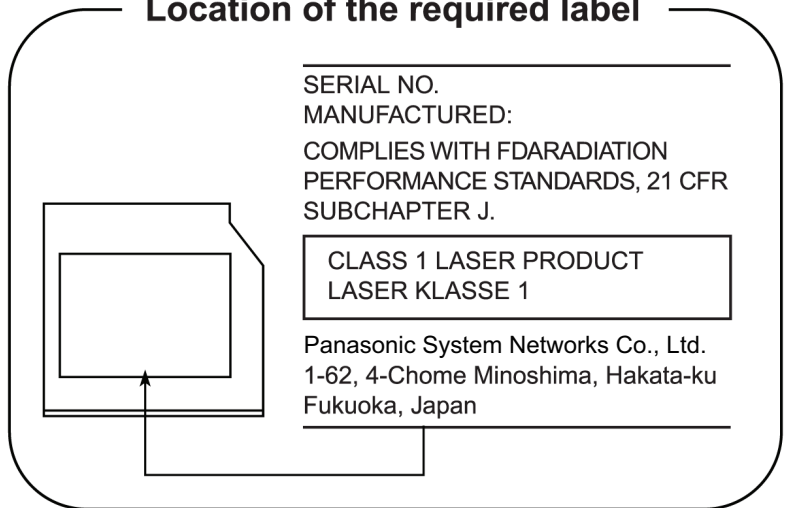 Location of the required label
SERIAL NO.
MANUFACTURED:
COMPLIES WITH FDARADIATION
PERFORMANCE STANDARDS, 21 CFR
SUBCHAPTER J.
CLASS 1 LASER PRODUCT
LASER KLASSE 1
Panasonic System Networks Co., Ltd.
1-62, 4-Chome Minoshima, Hakata-ku
Fukuoka, Japan